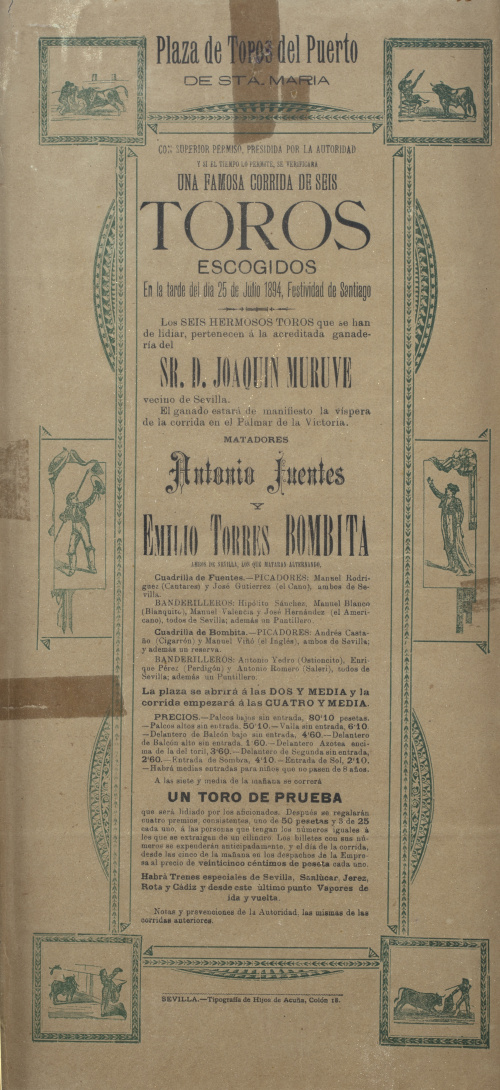 Plaza de Toros del Puerto
DE STA. MARIA
CON SUPERIOR PERMISO, PRESIDIDA POR LA AUTORIDAD
Y SI EL TIEMPO LO PERMITE, SE VERIFICARÁ
UNA FAMOSA CORRIDA DE SEIS
TOROS
ESCOGIDOS
En la tarde del dia 25 de Julio 1894, Festividad de Santiago
Los SEIS HERMOSOS TOROS que se han
de lidiar, pertenecen á la acreditada ganade-
ría del
SR. D. JOAQUIN MURUVE
vecino de Sevilla.
El ganado estará de manifiesto la víspera
de la corrida en el Palmar de la Victoria.
MATADORES
Antonio Fuentes
Y
EMILIO TORRES BOMBITA
AMBOS DE SEVILLA, LOS QUE MATARÁN ALTERNANDO.
Cuadrilla de Fuentes.—PICADORES: Manuel Rodrí-
guez (Cantares) y José Gutierrez (el Cano), ambos de Se-
villa.
BANDERILLEROS: Hipólito Sánchez, Manuel Blanco
(Blanquito), Manuel Valencia y José Hernández (el Ameri-
cano), todos de Sevilla; además un Puntillero.
Cuadrilla de Bombita.—PICADORES: Andrés Casta-
ño (Cigarrón) y Manuel Viñó (el Inglés), ambos de Sevilla;
y además un reserva.
BANDERILLEROS: Antonio Yedro (Ostioncito), Enri-
que Pérez (Perdigón) y Antonio Romero (Saleri), todos de
Sevilla; además un Puntillero.
La plaza se abrirá á las DOS Y MEDIA y la
corrida empezará á las CUATRO Y MEDIA.
PRECIOS.—Palcos bajos sin entrada, 80'10 pesetas.
—Palcos altos sin entrada, 50'10.—Valla sin entrada, 6'10
—Delantero de Balcón bajo sin entrada, 4'60.—Delantero
de Balcón alto sin entrada, 1'60.—Delantero Azotea enci-
ma de la del toril, 3'60.—Delantero de Segunda sin entrada,
2'60.—Entrada de Sombra, 4'10.—Entrada de Sol, 2'10,
—Habrá medias entradas para niños que no pasen de 8 años.
A las siete y media de la mañana se correrá
UN TORO DE PRUEBA
que será lidiado por los aficionados. Después se regalarán
cuatro premios, consistentes, uno de 50 pesetas y 3 de 25
cada uno, á las personas que tengan los números iguales á
los que se extraigan de un cilindro. Los billetes con sus nú-
meros se expenderán anticipadamente, y el día de la corrida,
desde las cinco de la mañana en los despachos de la Empre-
sa al precio de veinticinco céntimos de peseta cada uno.
Habrá Trenes especiales de Sevilla, Sanlúcar, Jerez,
Rota y Cádiz y desde este último punto Vapores de
ida y vuelta.
Notas y prevenciones de la Autoridad, las mismas de las
corridas anteriores.
SEVILLA.—Tipografía de Hijos de Acuña, Colón 18.